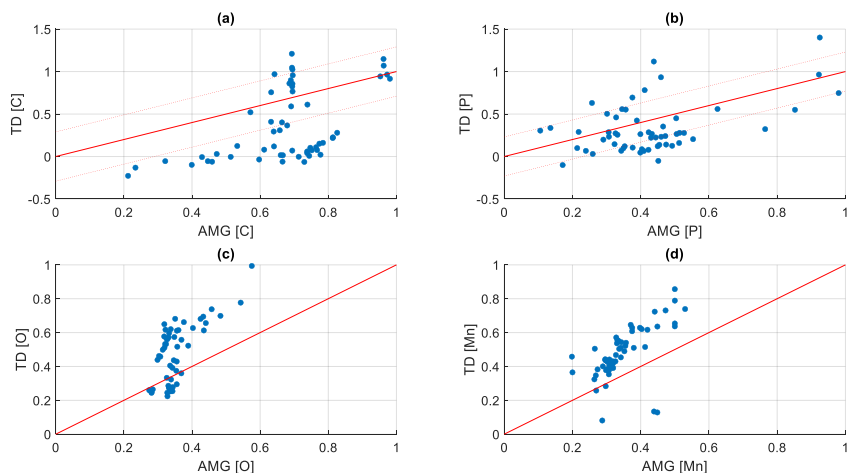 (a)
1.5
1
0.5
0
-0.5
TD [C]
0 0.2 0.4 0.6 0.8 1
AMG [C]
(b)
1.5
1
0.5
0
-0.5
TD [P]
0 0.2 0.4 0.6 0.8 1
AMG [P]
(c)
1
0.8
0.6
0.4
0.2
0
TD [O]
0 0.2 0.4 0.6 0.8 1
AMG [O]
(d)
1
0.8
0.6
0.4
0.2
0
TD [Mn]
0 0.2 0.4 0.6 0.8 1
AMG [Mn]